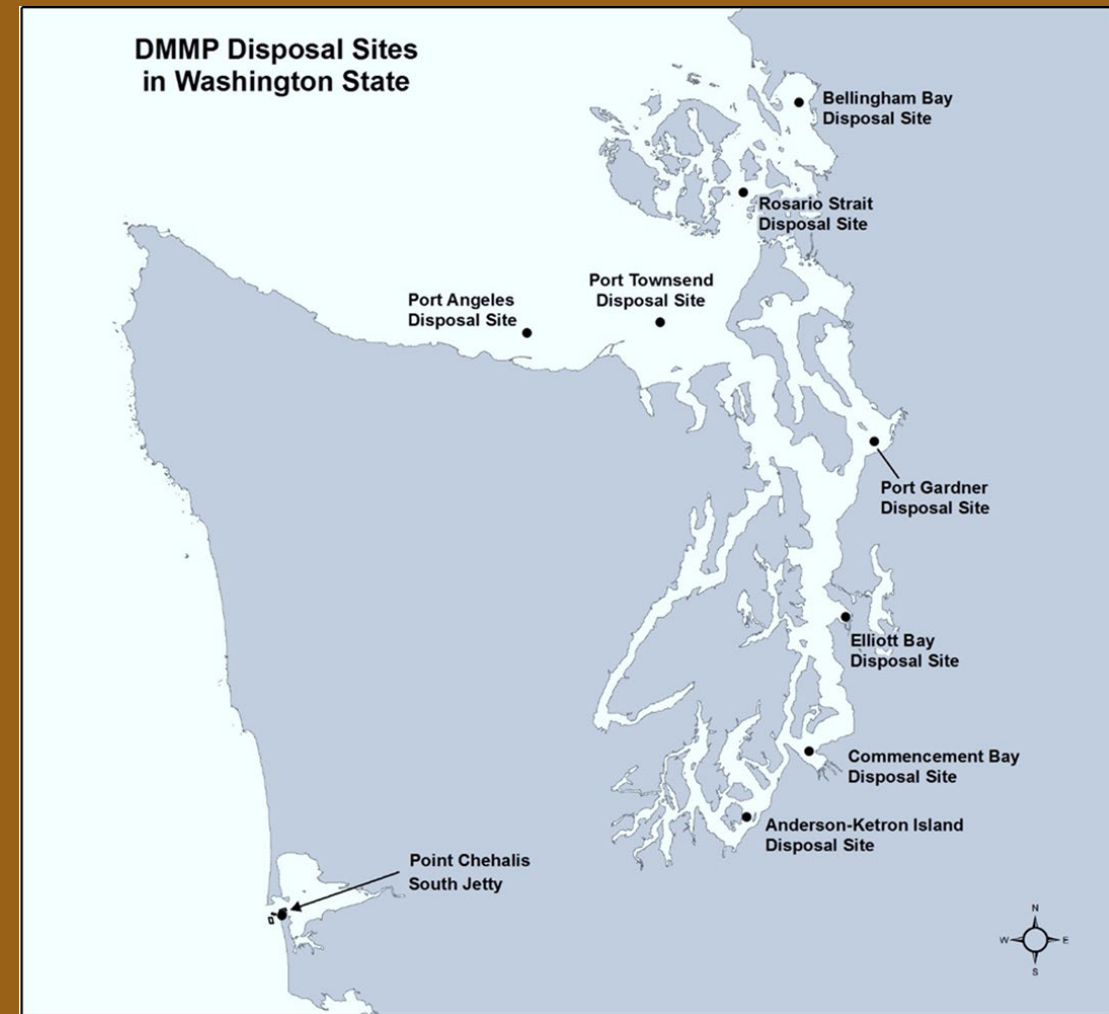 DMMP Disposal Sites
in Washington State
Bellingham Bay
Disposal Site
Rosario Strait
Disposal Site
Port Townsend
Disposal Site
Port Angeles
Disposal Site
Port Gardner
Disposal Site
Elliott Bay
Disposal Site
Commencement Bay
Disposal Site
Anderson-Ketron Island
Disposal Site
Point Chehalis
South Jetty
N
W E
S